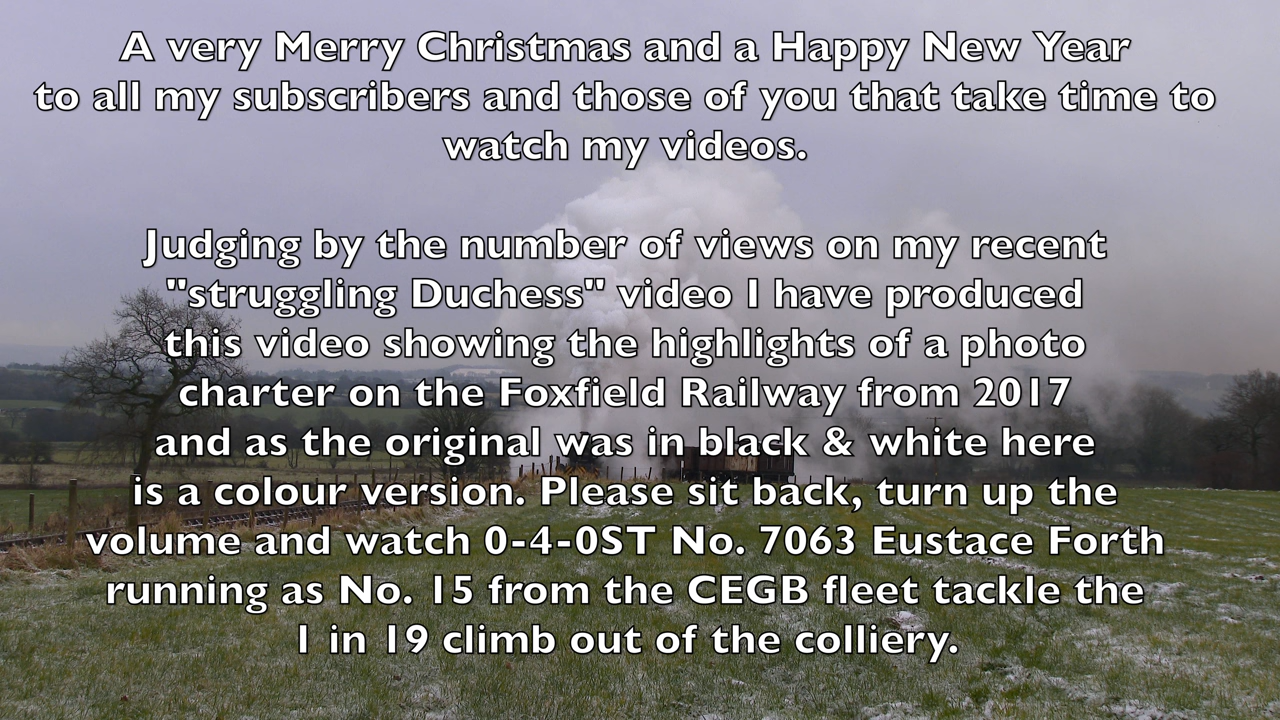 A very Merry Christmas and a Happy New Year
to all my subscribers and those of you that take time to
watch my videos.
Judging by the number of views on my recent
"struggling Duchess" video I have produced
this video showing the highlights of a photo
charter on the Foxfield Railway from 2017
and as the original was in black & white here
is a colour version. Please sit back, turn up the
volume and watch 0-4-0ST No. 7063 Eustace Forth
running as No. 15 from the CEGB fleet tackle the
1 in 19 climb out of the colliery.